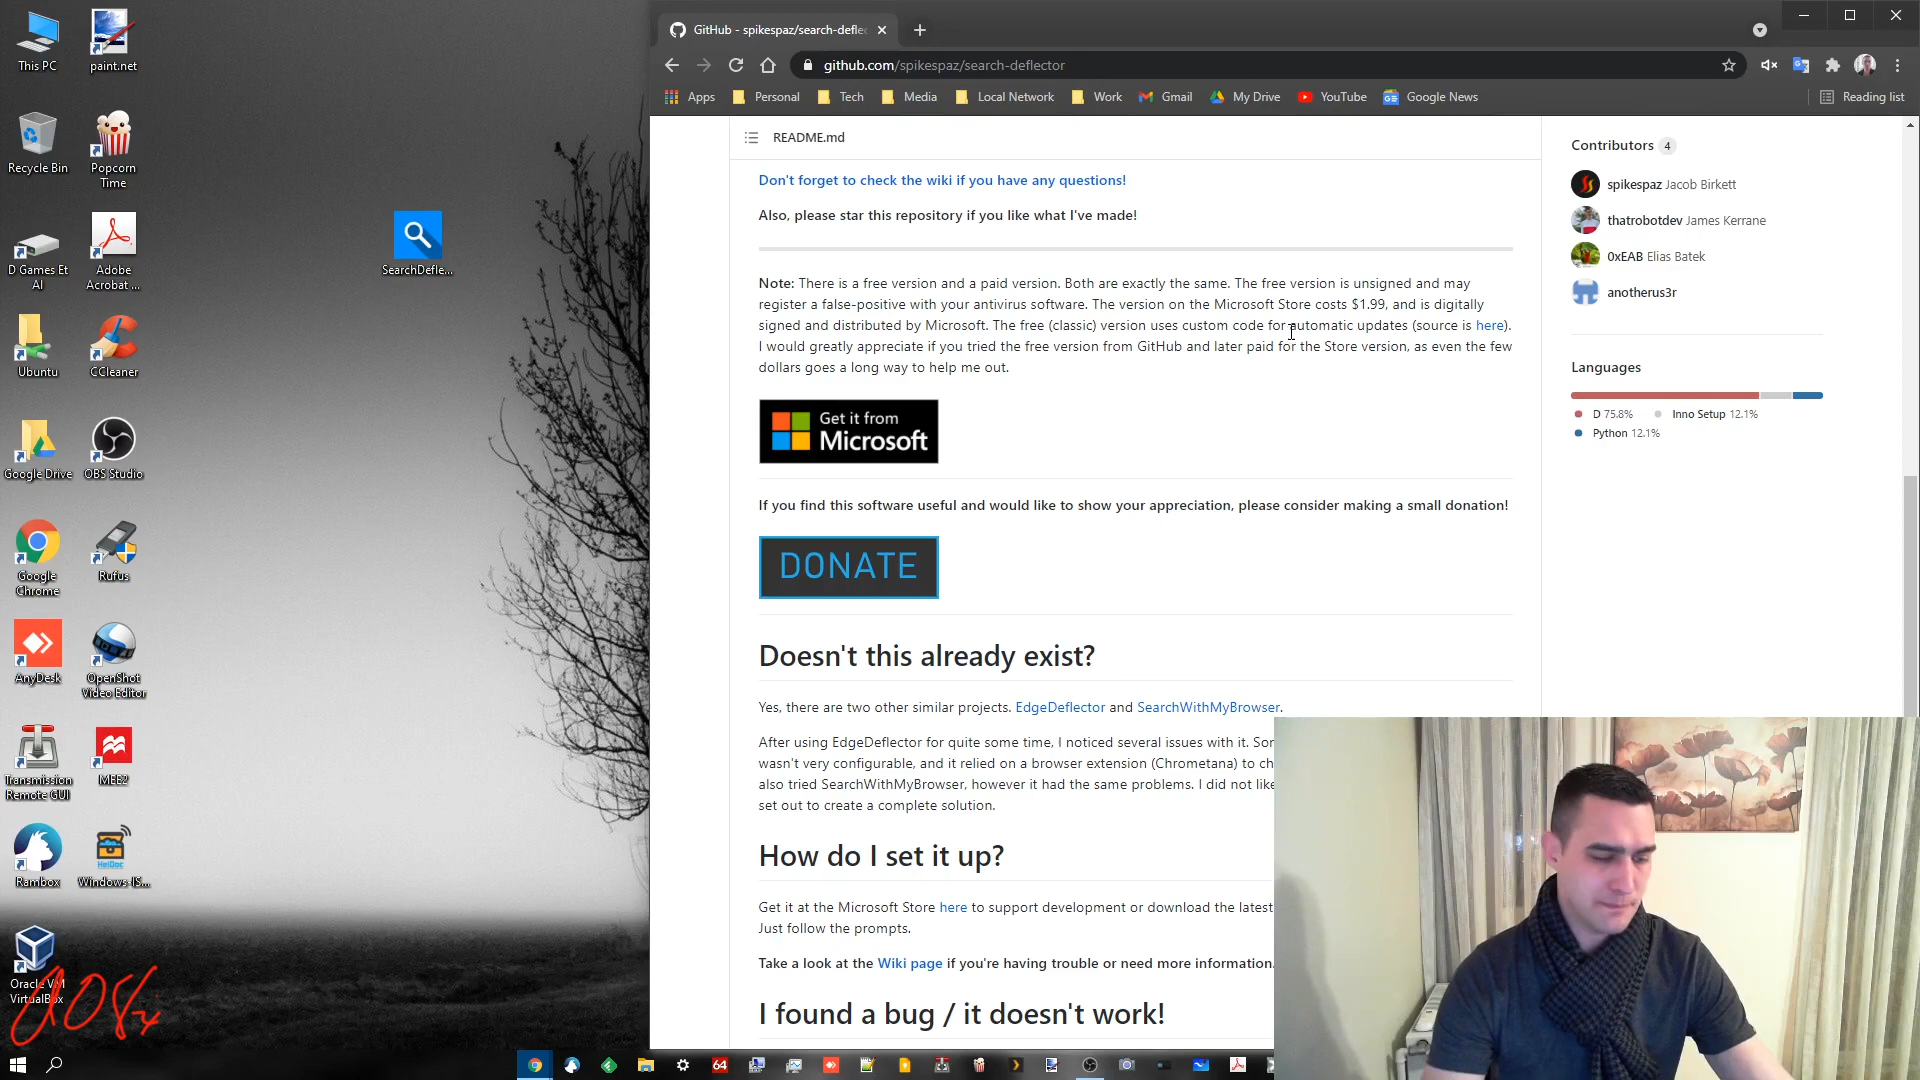 This PC
paint.net
Recycle Bin
Popcorn
Time
D Games Et
Al
Adobe
Acrobat ...
SearchDefle...
Ubuntu
CCleaner
Google Drive
OBS Studio
Google
Chrome
Rufus
AnyDesk
OpenShot
Video Editor
Transmission
Remote GUI
MEB2
Rambox
HeiDoc
Windows-IS...
Oracle VM
VirtualBox
GitHub - spikespaz/search-defle
github.com/spikespaz/search-deflector
Apps
Personal
Tech
Media
Local Network
Work
Gmail
My Drive
YouTube
Google News
Reading list
README.md
Don't forget to check the wiki if you have any questions!
Also, please star this repository if you like what I've made!
Note: There is a free version and a paid version. Both are exactly the same. The free version is unsigned and may
register a false-positive with your antivirus software. The version on the Microsoft Store costs $1.99, and is digitally
signed and distributed by Microsoft. The free (classic) version uses custom code for automatic updates (source is here).
I would greatly appreciate if you tried the free version from GitHub and later paid for the Store version, as even the few
dollars goes a long way to help me out.
Get it from
Microsoft
If you find this software useful and would like to show your appreciation, please consider making a small donation!
DONATE
Doesn't this already exist?
Yes, there are two other similar projects. EdgeDeflector and SearchWithMyBrowser.
After using EdgeDeflector for quite some time, I noticed several issues with it. Sor
wasn't very configurable, and it relied on a browser extension (Chrometana) to ch
also tried SearchWithMyBrowser, however it had the same problems. I did not like
set out to create a complete solution.
How do I set it up?
Get it at the Microsoft Store here to support development or download the latest
Just follow the prompts.
Take a look at the Wiki page if you're having trouble or need more information.
I found a bug / it doesn't work!
Contributors 4
spikespaz Jacob Birkett
thatrobotdev James Kerrane
0xEAB Elias Batek
anotherus3r
Languages
D 75.8%
Inno Setup 12.1%
Python 12.1%
64